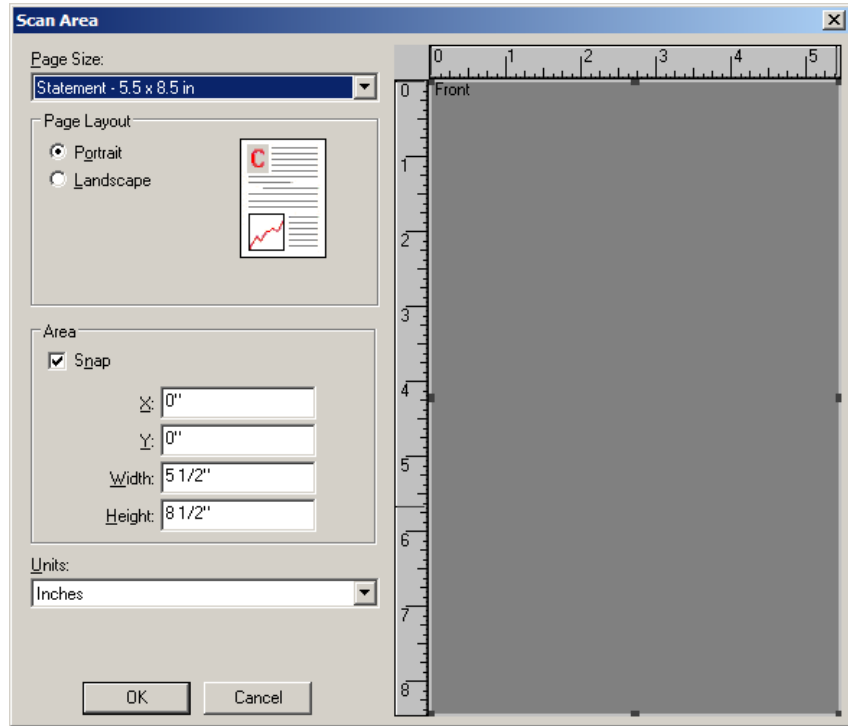 Scan Area
Page Size:
Statement - 5.5 x 8.5 in
Page Layout
Portrait
Landscape
C
Area
Snap
X: 0"
Y: 0"
Width: 5 1/2"
Height: 8 1/2"
Units:
Inches
OK Cancel
0 1 2 3 4 5
0 Front
1
2
3
4
5
6
7
8